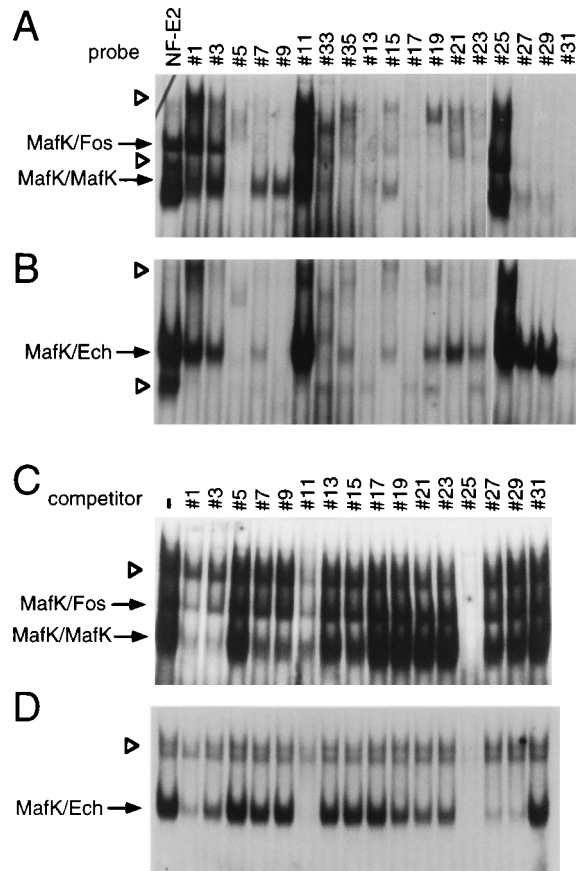 A
probe NF-E2 #1 #3 #5 #7 #9 #11 #33 #35 #13 #15 #17 #19 #21 #23 #25 #27 #29 #31
MafK/Fos
MafK/MafK
B
MafK/Ech
C
competitor - #1 #3 #5 #7 #9 #11 #13 #15 #17 #19 #21 #23 #25 #27 #29 #31
MafK/Fos
MafK/MafK
D
MafK/Ech